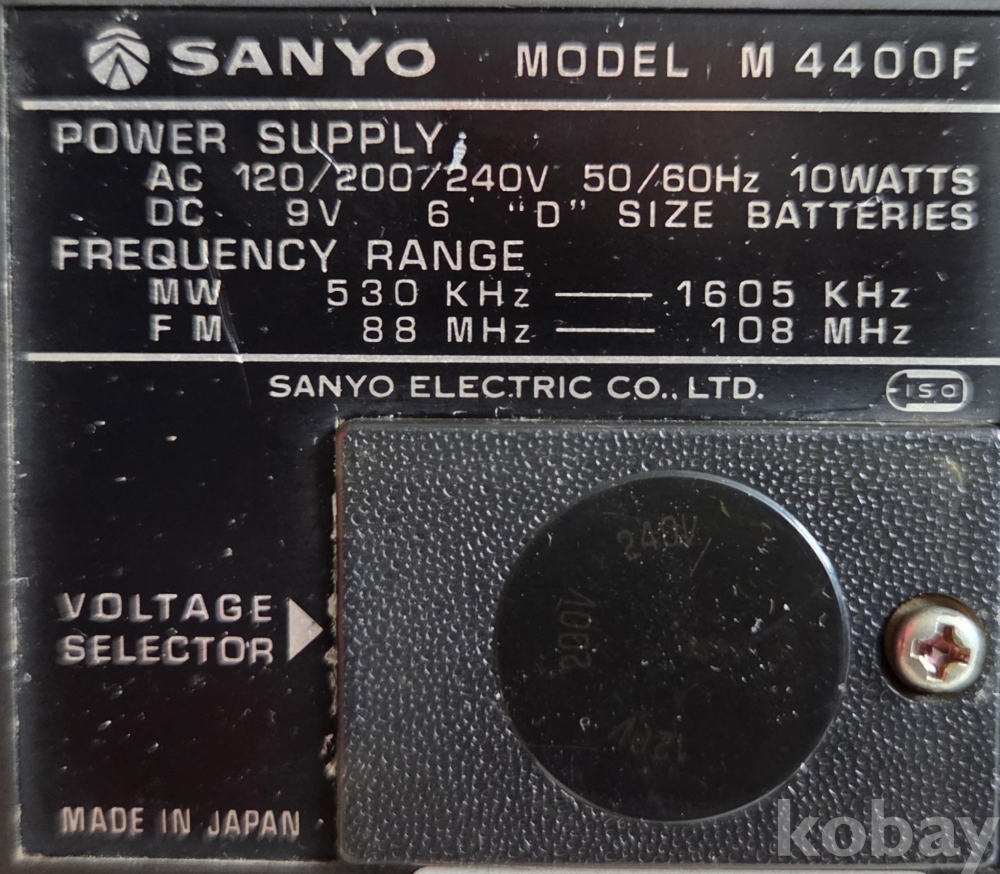 SANYO MODEL M 4400F
POWER SUPPLY
AC 120/200/240V 50/60Hz 10WATTS
DC 9V 6 "D" SIZE BATTERIES
FREQUENCY RANGE
MW 530 KHz — 1605 KHz
FM 88 MHz — 108 MHz
SANYO ELECTRIC CO., LTD.
ISO
240V
200V
120V
VOLTAGE
SELECTOR
MADE IN JAPAN
kobay